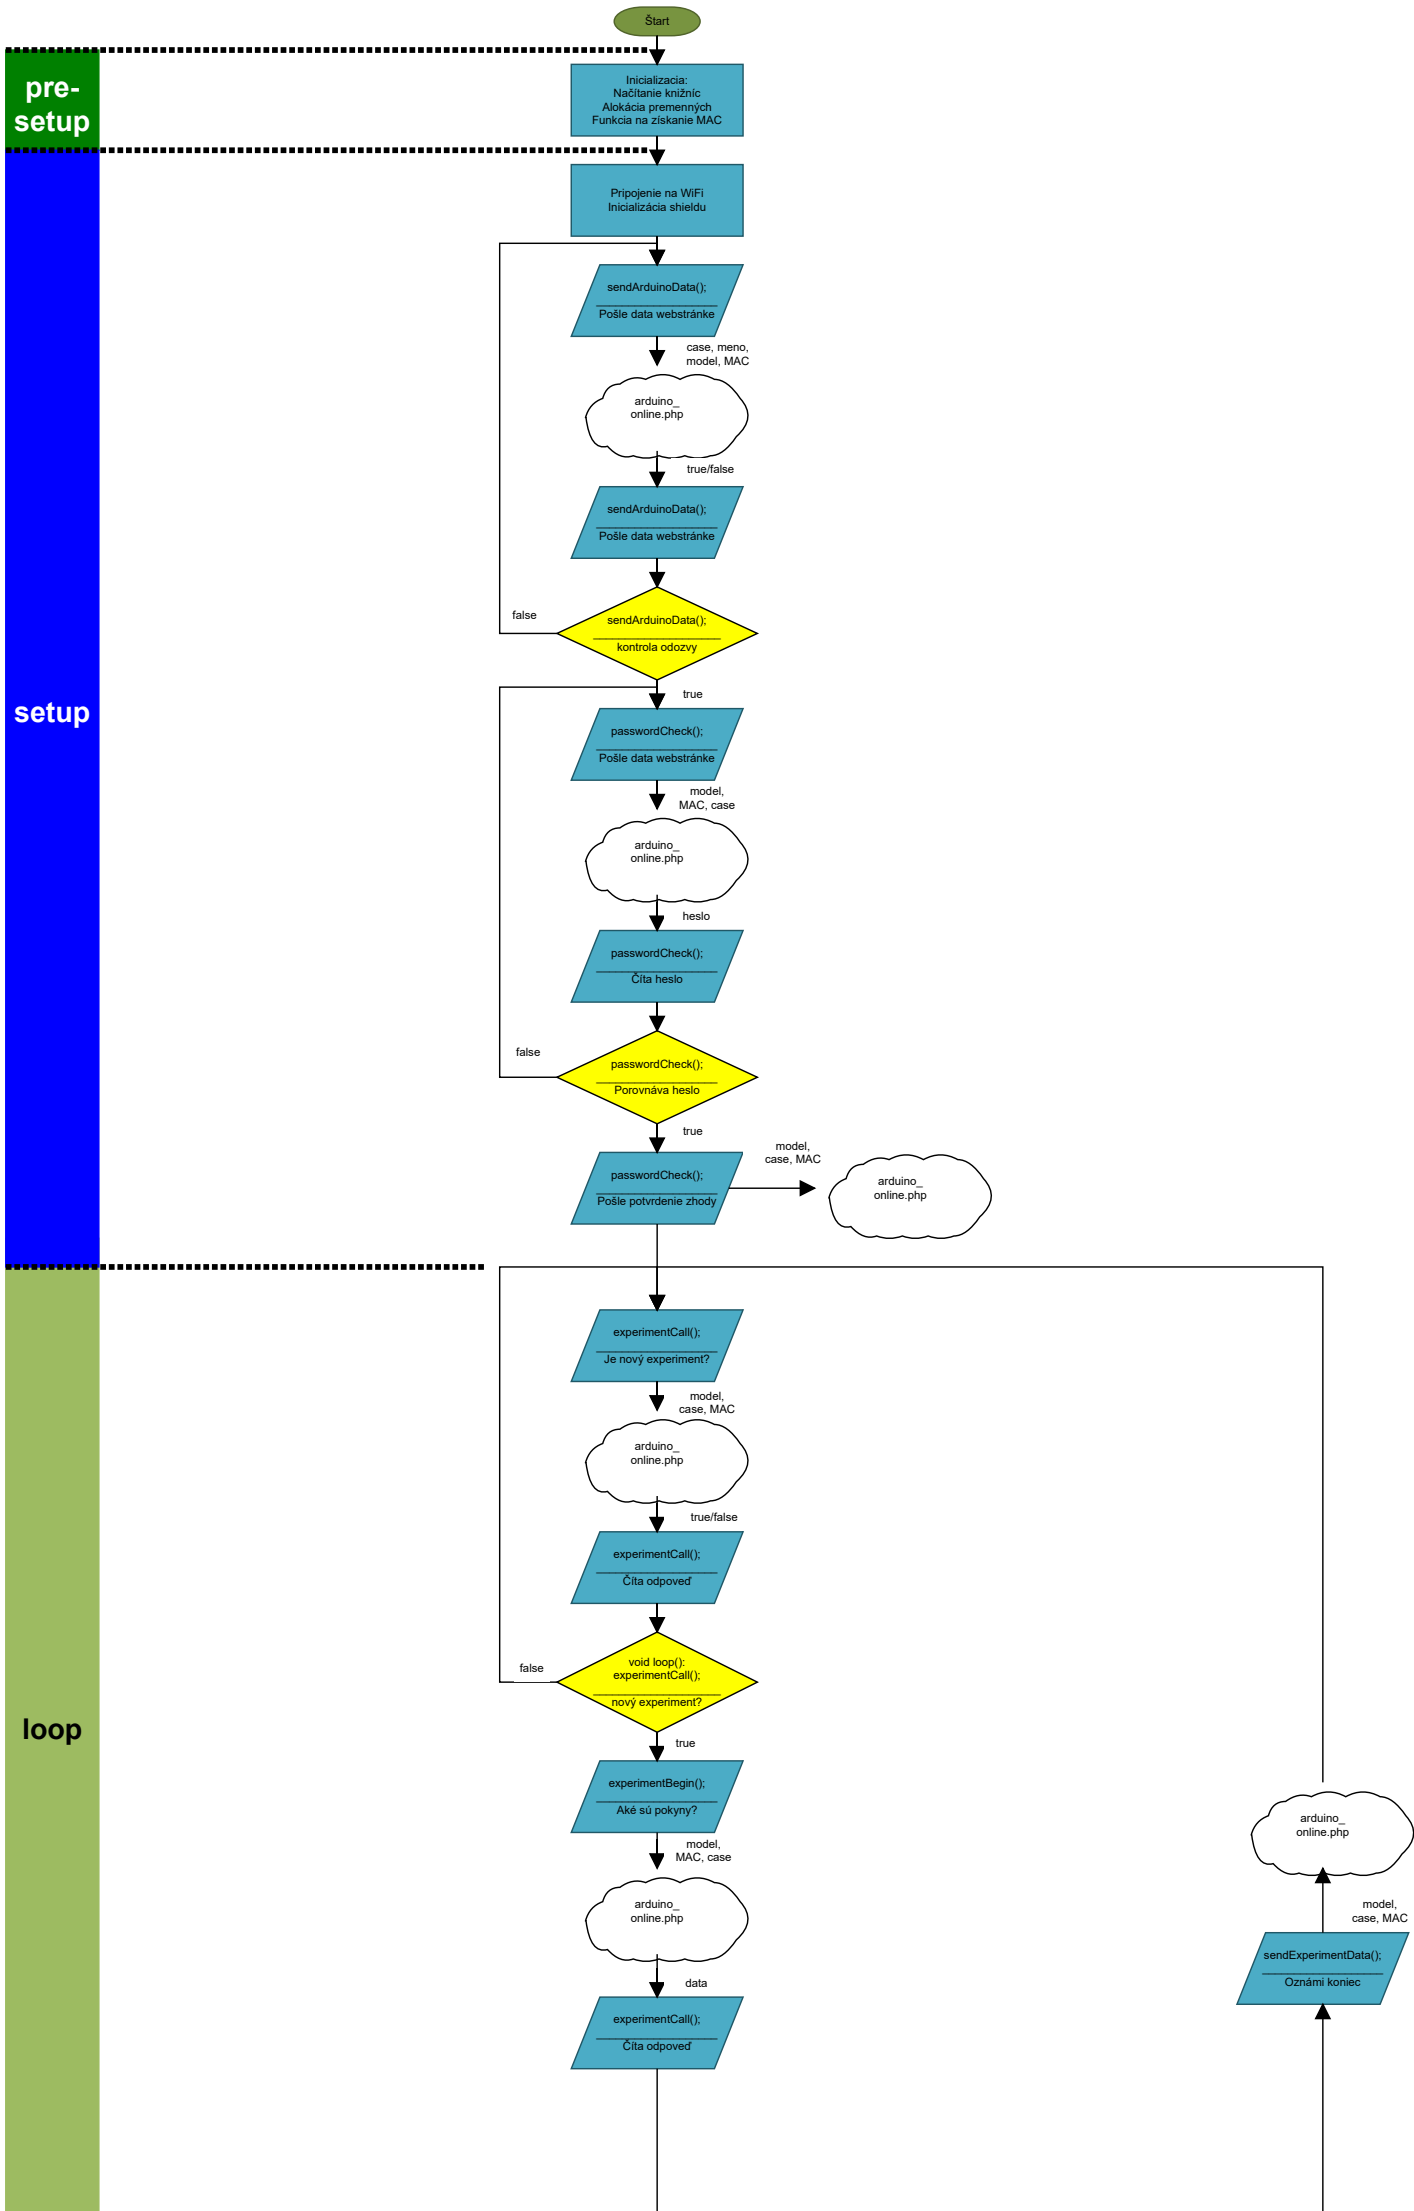 Štart
pre-
setup
Inicializacia:
Načítanie knižníc
Alokácia premenných
Funkcia na získanie MAC
Pripojenie na WiFi
Inicializácia shieldu
sendArduinoData();
Pošle data webstránke
case, meno,
model, MAC
arduino_
online.php
true/false
sendArduinoData();
Pošle data webstránke
false
sendArduinoData();
kontrola odozvy
setup
true
passwordCheck();
Pošle data webstránke
model,
MAC, case
arduino_
online.php
heslo
passwordCheck();
Číta heslo
false
passwordCheck();
Porovnáva heslo
true
passwordCheck();
Pošle potvrdenie zhody
model,
case, MAC
arduino_
online.php
experimentCall();
Je nový experiment?
model,
case, MAC
arduino_
online.php
true/false
experimentCall();
Číta odpoveď
false
void loop():
experimentCall();
nový experiment?
loop
true
experimentBegin();
Aké sú pokyny?
model,
MAC, case
arduino_
online.php
data
experimentCall();
Číta odpoveď
arduino_
online.php
model,
case, MAC
sendExperimentData();
Oznámi koniec